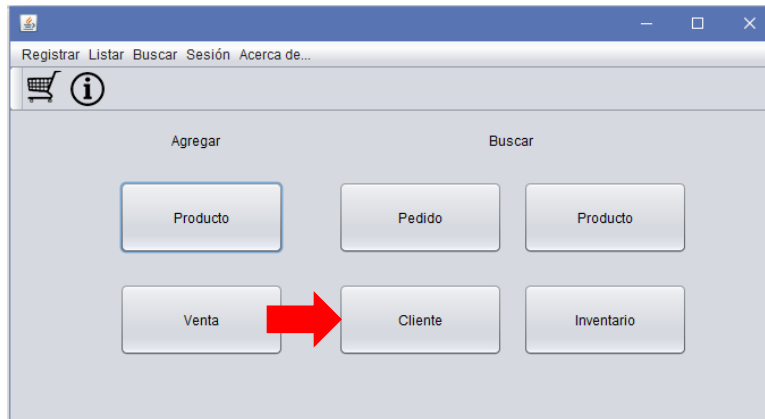 Registrar Listar Buscar Sesión Acerca de...
Agregar Buscar
Producto Pedido Producto
Venta Cliente Inventario